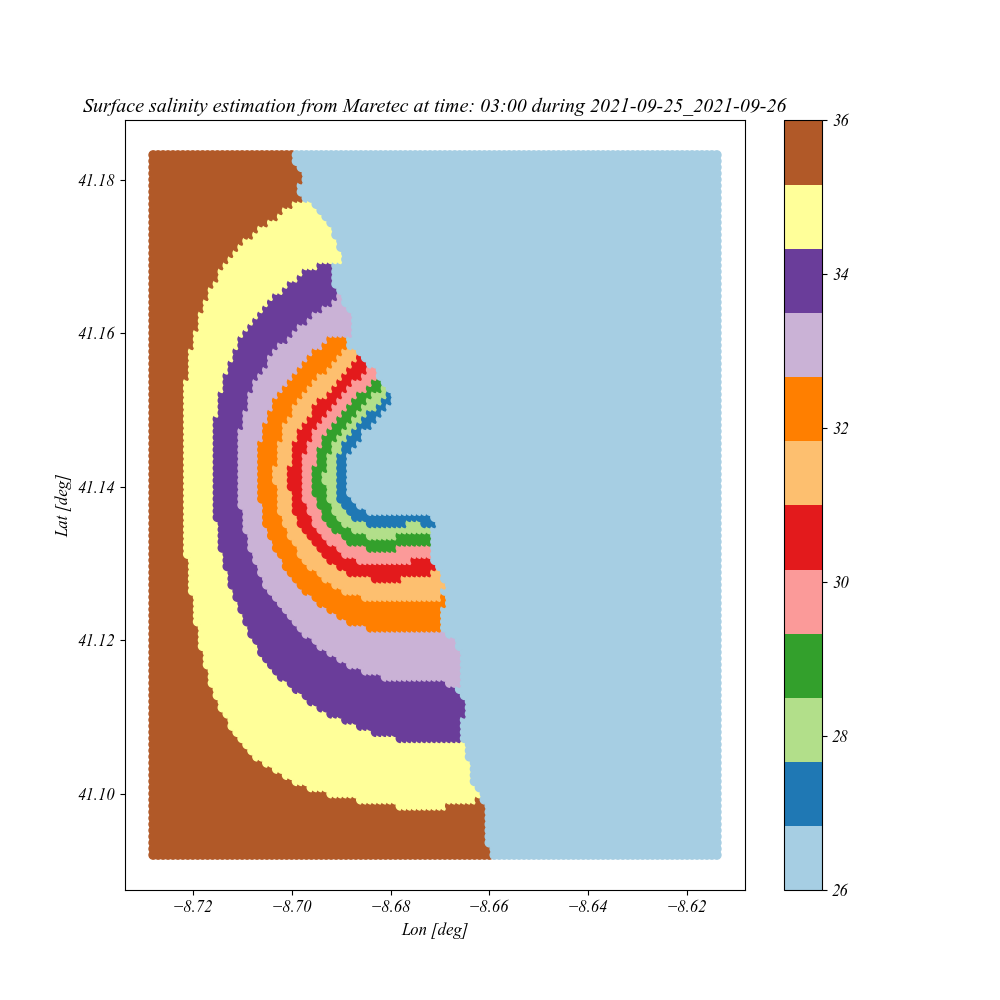 Surface salinity estimation from Maretec at time: 03:00 during 2021-09-25_2021-09-26
36
41.18
34
41.16
32
Lat [deg]
41.14
30
41.12
28
41.10
26
−8.72 −8.70 −8.68 −8.66 −8.64 −8.62
Lon [deg]